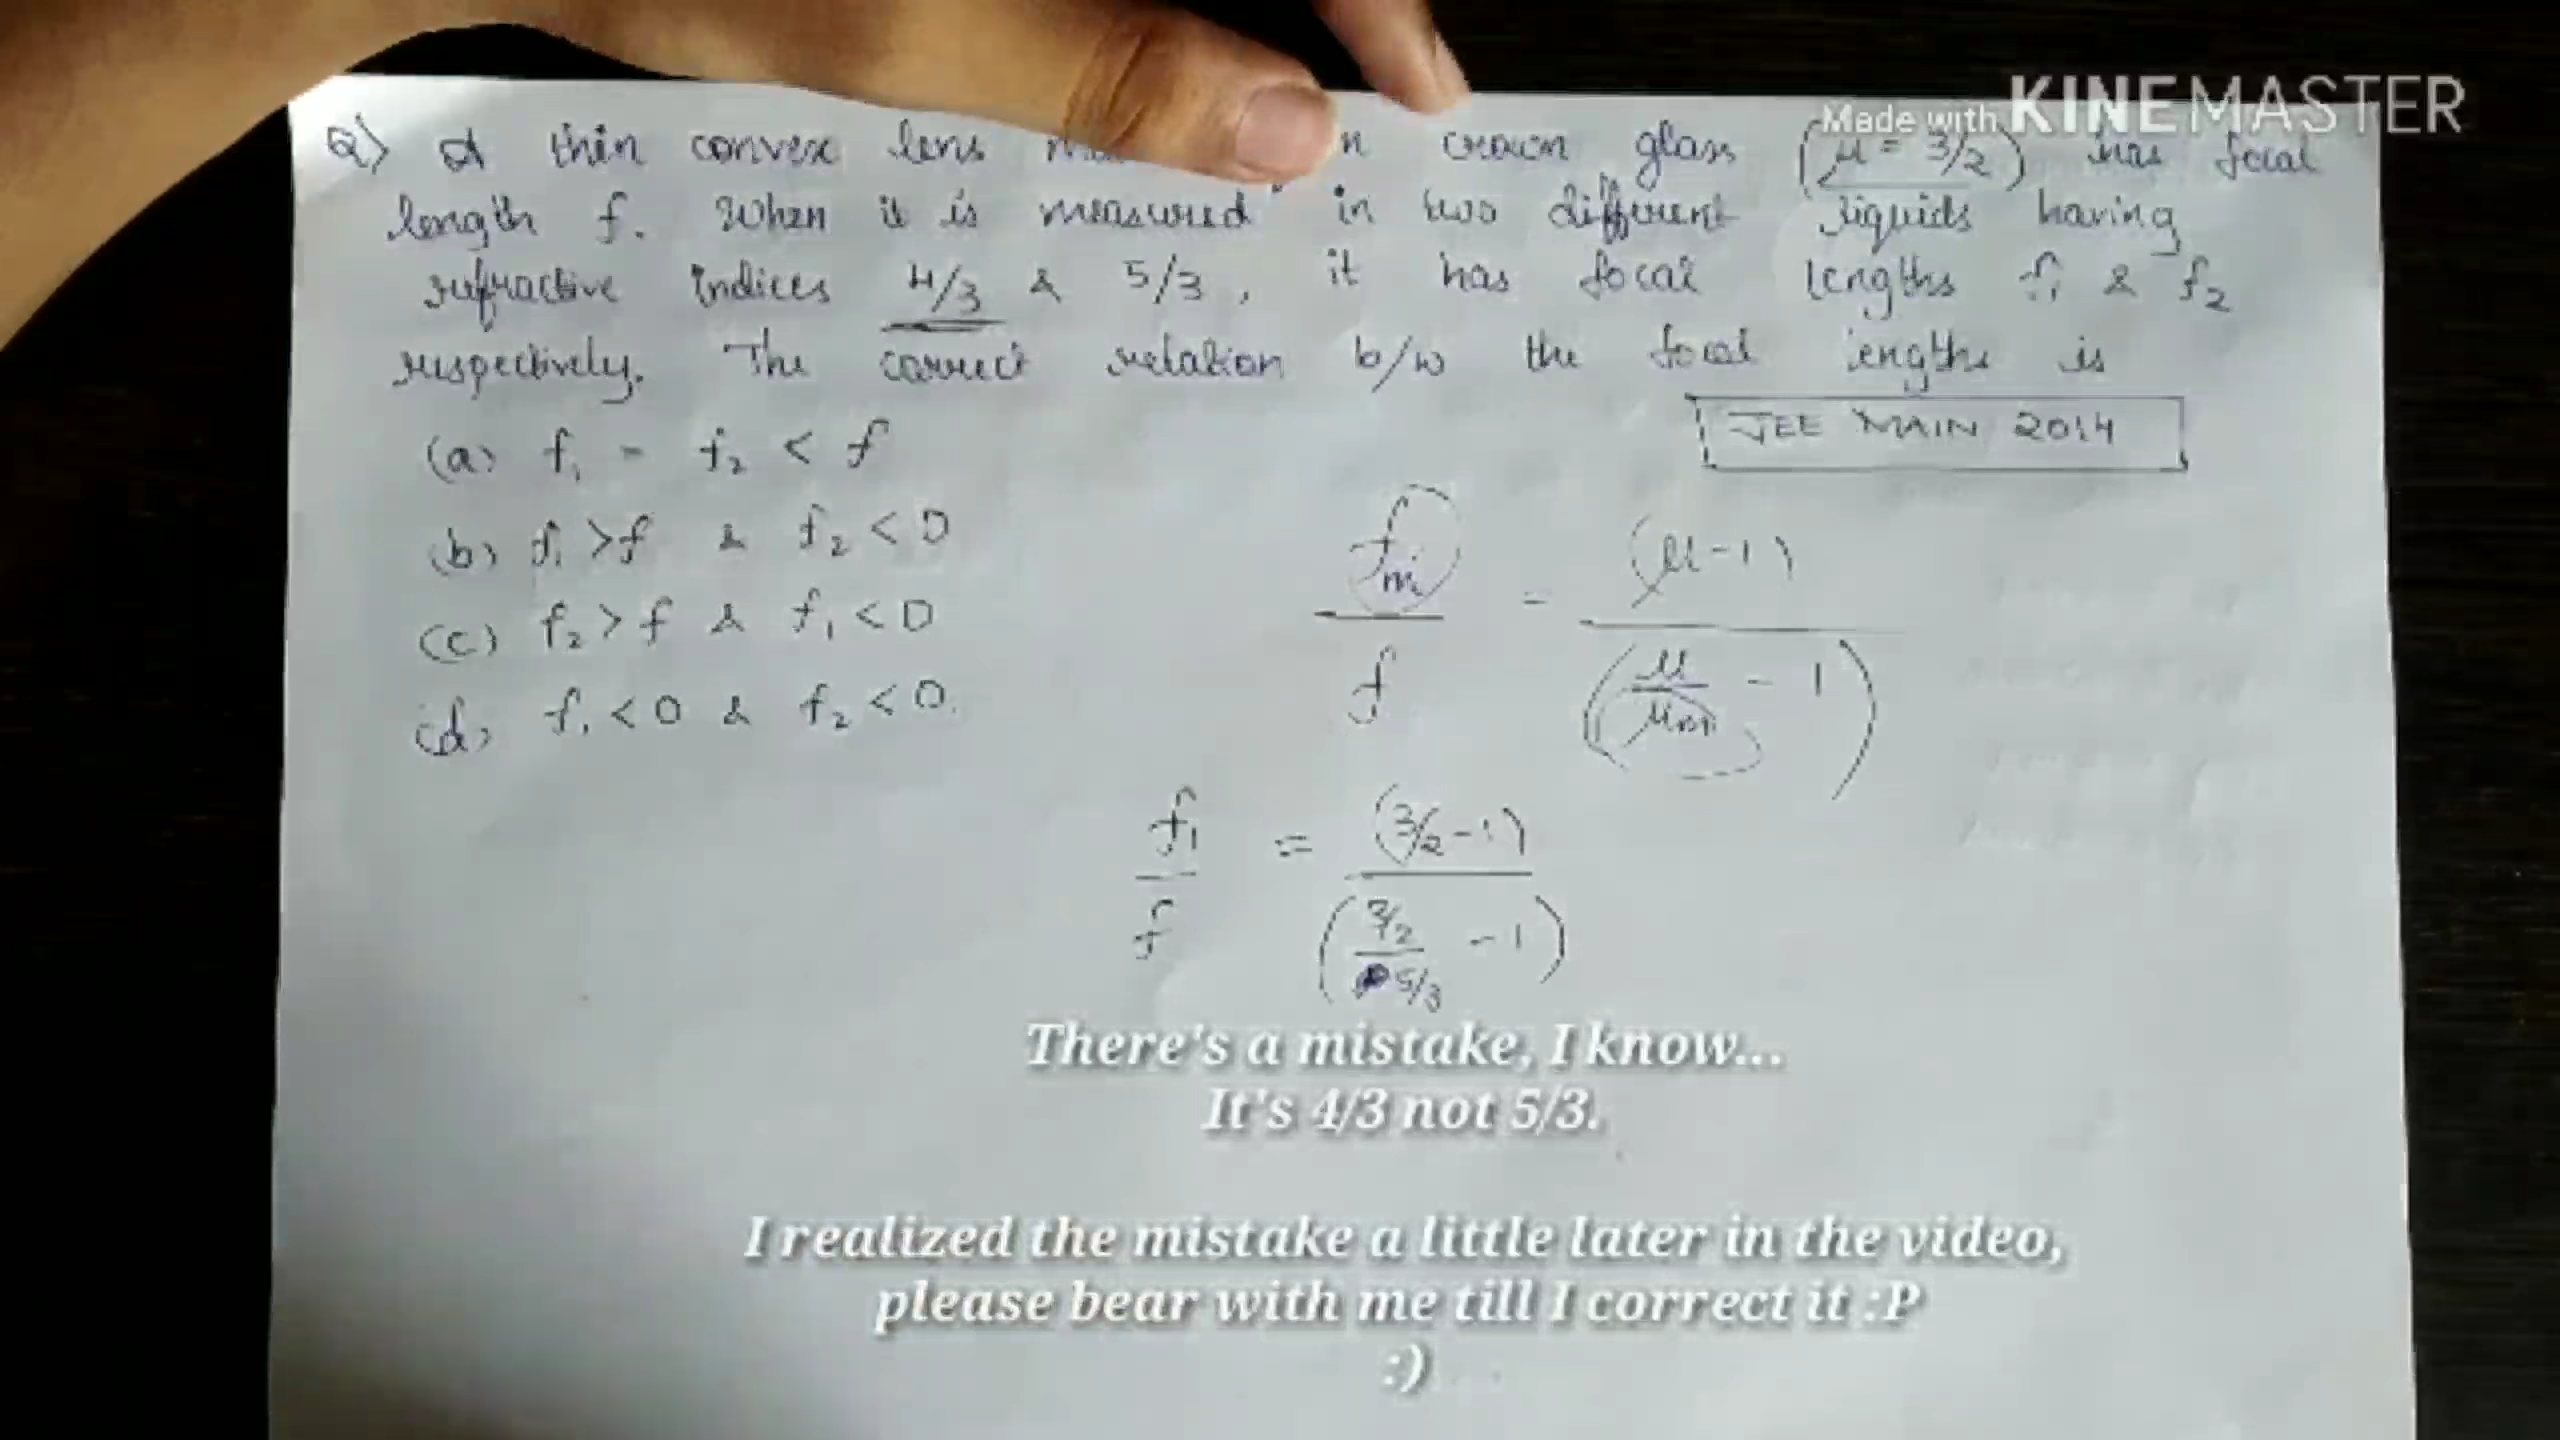 Made with KINEMASTER
Q) A thin convex lens crown glass (μ = 3/2) has focal
length f. When it is measured in two different liquids having
refractive indices 4/3 & 5/3, it has focal lengths f₁ & f₂
respectively. The correct relation b/w the focal lengths is
JEE MAIN 2014
(a) f₁ = f₂ < f
(b) f₁ > f & f₂ < 0
(c) f₂ > f & f₁ < 0
(d) f₁ < 0 & f₂ < 0.
fm/f = (μ-1)/(μ/μm - 1)
f₁/f = (3/2-1)/((3/2)/(5/3) -1)
There's a mistake, I know...
It's 4/3 not 5/3.
I realized the mistake a little later in the video,
please bear with me till I correct it :P
:)